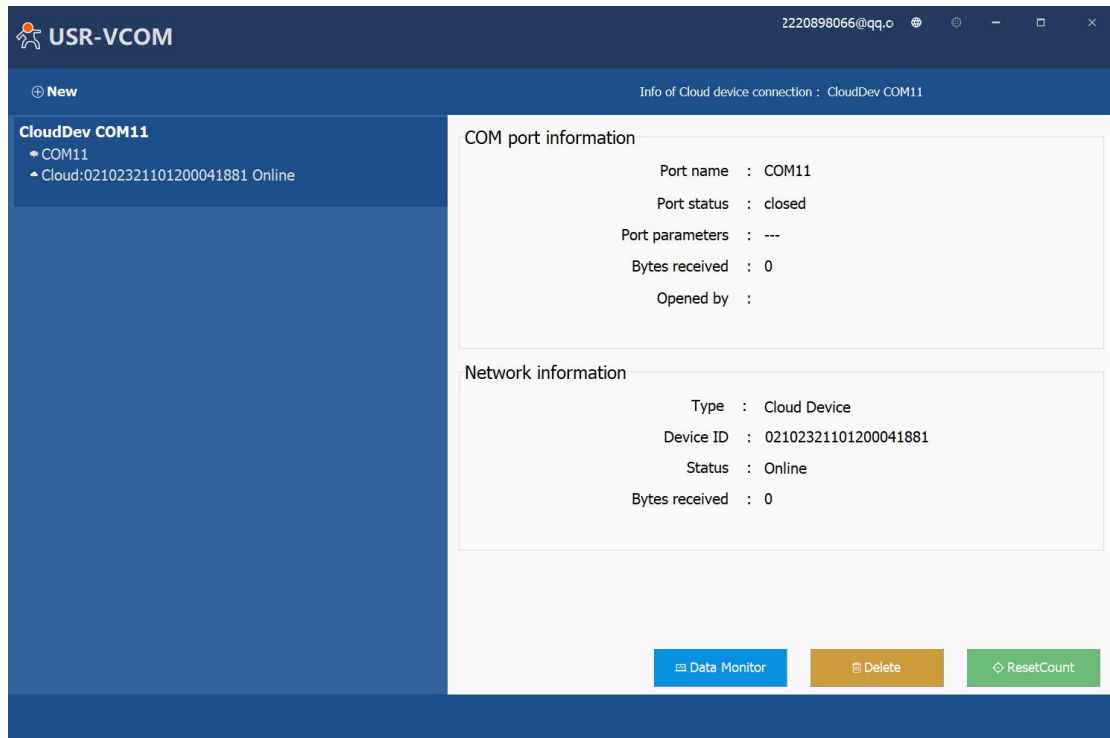 2220898066@qq.c
USR-VCOM
New
Info of Cloud device connection : CloudDev COM11
CloudDev COM11
COM11
Cloud:02102321101200041881 Online
COM port information
Port name : COM11
Port status : closed
Port parameters : ---
Bytes received : 0
Opened by :
Network information
Type : Cloud Device
Device ID : 02102321101200041881
Status : Online
Bytes received : 0
Data Monitor
Delete
ResetCount